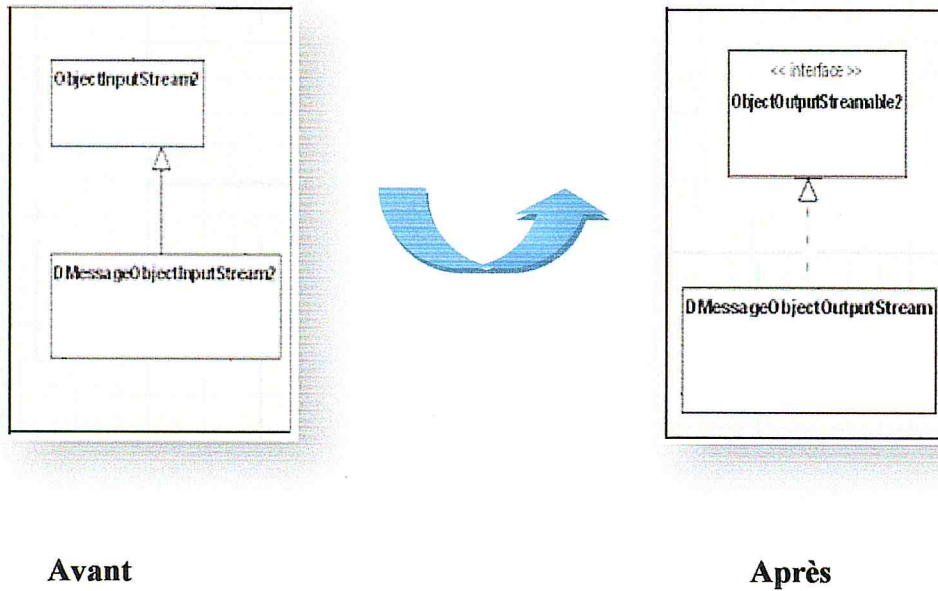 ObjectInputStream2
DMessageObjectInputStream2
<< interface >>
ObjectOutputStreamable2
DMessageObjectOutputStream
Avant
Après